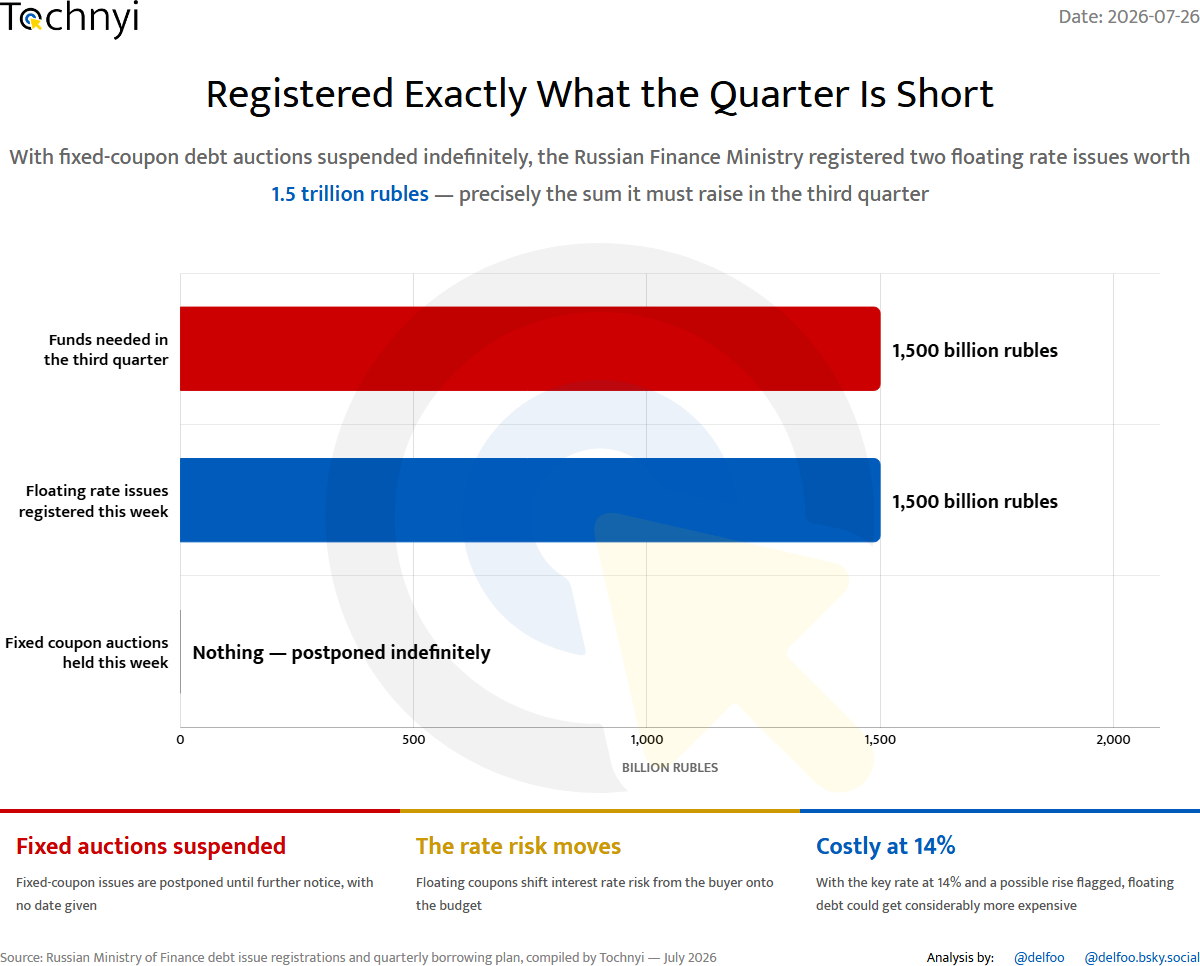 Tochnyi
Date: 2026-07-26
Registered Exactly What the Quarter Is Short
With fixed-coupon debt auctions suspended indefinitely, the Russian Finance Ministry registered two floating rate issues worth
1.5 trillion rubles — precisely the sum it must raise in the third quarter
Funds needed in
the third quarter
1,500 billion rubles
Floating rate issues
registered this week
1,500 billion rubles
Fixed coupon auctions
held this week
Nothing — postponed indefinitely
0
500
1,000
1,500
2,000
BILLION RUBLES
Fixed auctions suspended
Fixed-coupon issues are postponed until further notice, with
no date given
The rate risk moves
Floating coupons shift interest rate risk from the buyer onto
the budget
Costly at 14%
With the key rate at 14% and a possible rise flagged, floating
debt could get considerably more expensive
Source: Russian Ministry of Finance debt issue registrations and quarterly borrowing plan, compiled by Tochnyi — July 2026
Analysis by: @delfoo @delfoo.bsky.social